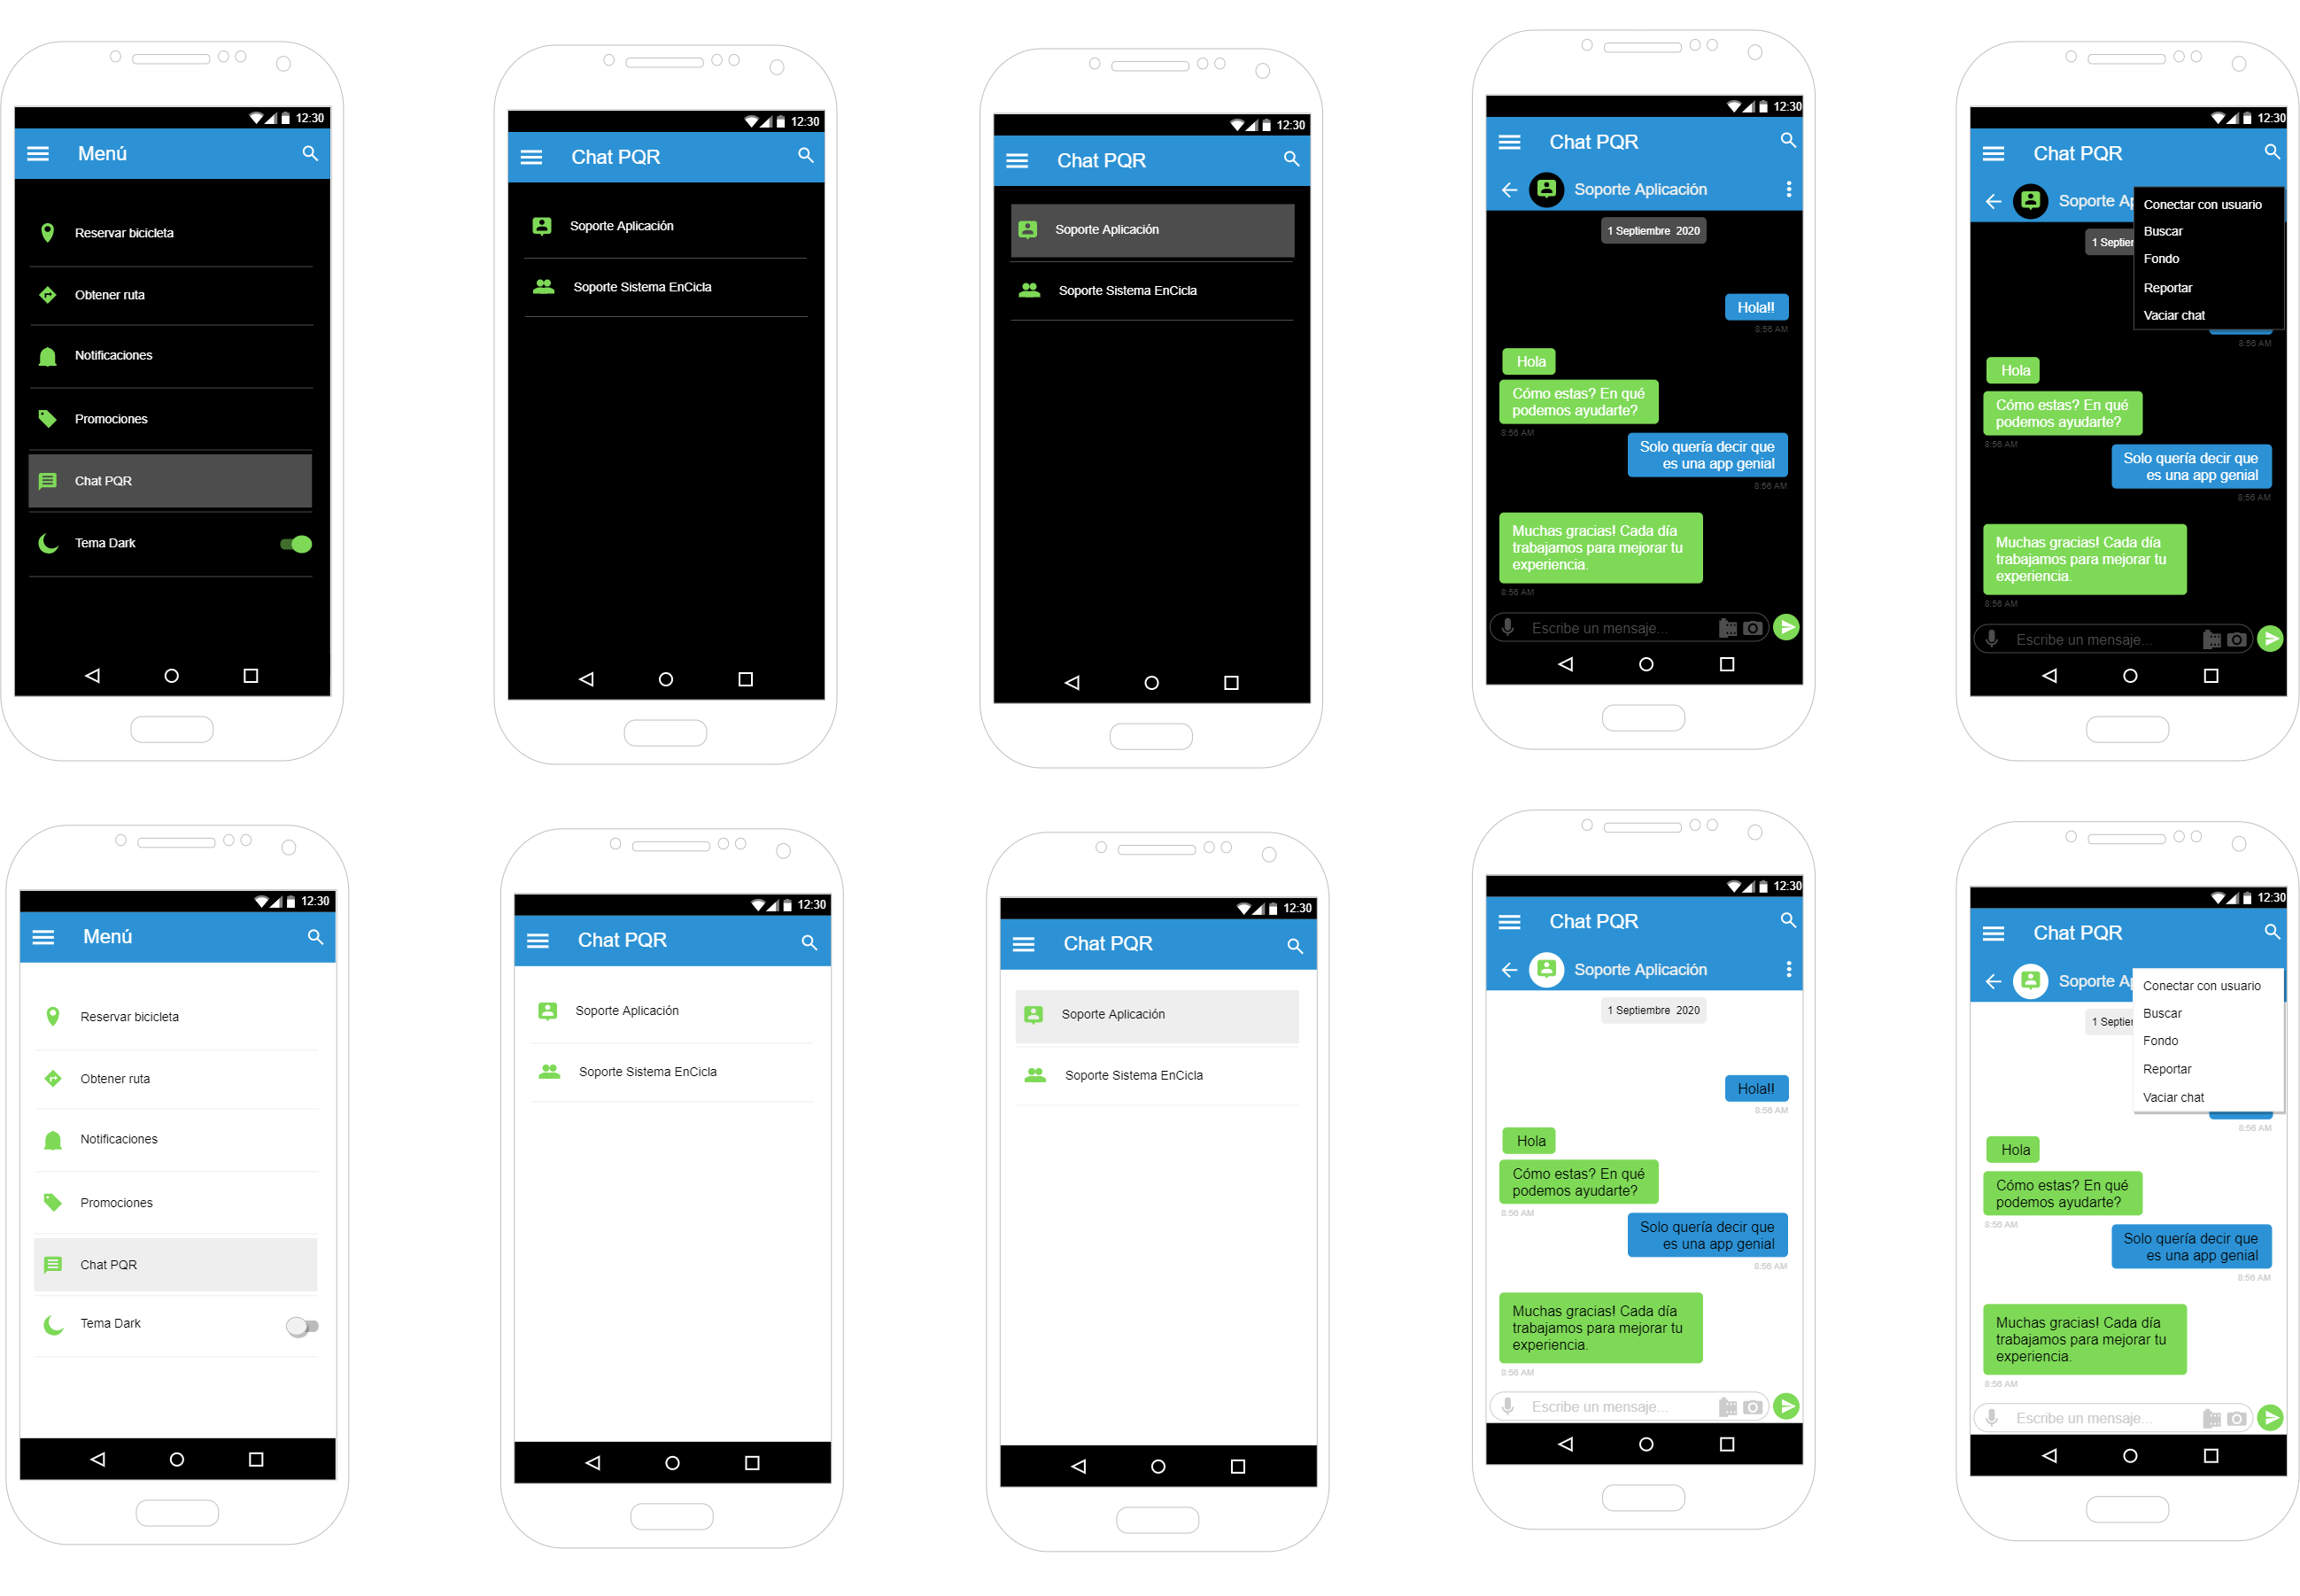 12:30
Menú
Reservar bicicleta
Obtener ruta
Notificaciones
Promociones
Chat PQR
Tema Dark
12:30
Chat PQR
Soporte Aplicación
Soporte Sistema EnCicla
12:30
Chat PQR
Soporte Aplicación
Soporte Sistema EnCicla
12:30
Chat PQR
Soporte Aplicación
1 Septiembre 2020
Hola!!
8:56 AM
Hola
Cómo estas? En qué
podemos ayudarte?
8:56 AM
Solo quería decir que
es una app genial
8:56 AM
Muchas gracias! Cada día
trabajamos para mejorar tu
experiencia.
8:56 AM
Escribe un mensaje...
12:30
Chat PQR
Soporte Ap
Conectar con usuario
Buscar
1 Septier
Fondo
Reportar
Vaciar chat
8:56 AM
Hola
Cómo estas? En qué
podemos ayudarte?
8:56 AM
Solo quería decir que
es una app genial
8:56 AM
Muchas gracias! Cada día
trabajamos para mejorar tu
experiencia.
8:56 AM
Escribe un mensaje...
12:30
Menú
Reservar bicicleta
Obtener ruta
Notificaciones
Promociones
Chat PQR
Tema Dark
12:30
Chat PQR
Soporte Aplicación
Soporte Sistema EnCicla
12:30
Chat PQR
Soporte Aplicación
Soporte Sistema EnCicla
12:30
Chat PQR
Soporte Aplicación
1 Septiembre 2020
Hola!!
8:56 AM
Hola
Cómo estas? En qué
podemos ayudarte?
8:56 AM
Solo quería decir que
es una app genial
8:56 AM
Muchas gracias! Cada día
trabajamos para mejorar tu
experiencia.
8:56 AM
Escribe un mensaje...
12:30
Chat PQR
Soporte Ap
Conectar con usuario
Buscar
1 Septier
Fondo
Reportar
Vaciar chat
8:56 AM
Hola
Cómo estas? En qué
podemos ayudarte?
8:56 AM
Solo quería decir que
es una app genial
8:56 AM
Muchas gracias! Cada día
trabajamos para mejorar tu
experiencia.
8:56 AM
Escribe un mensaje...